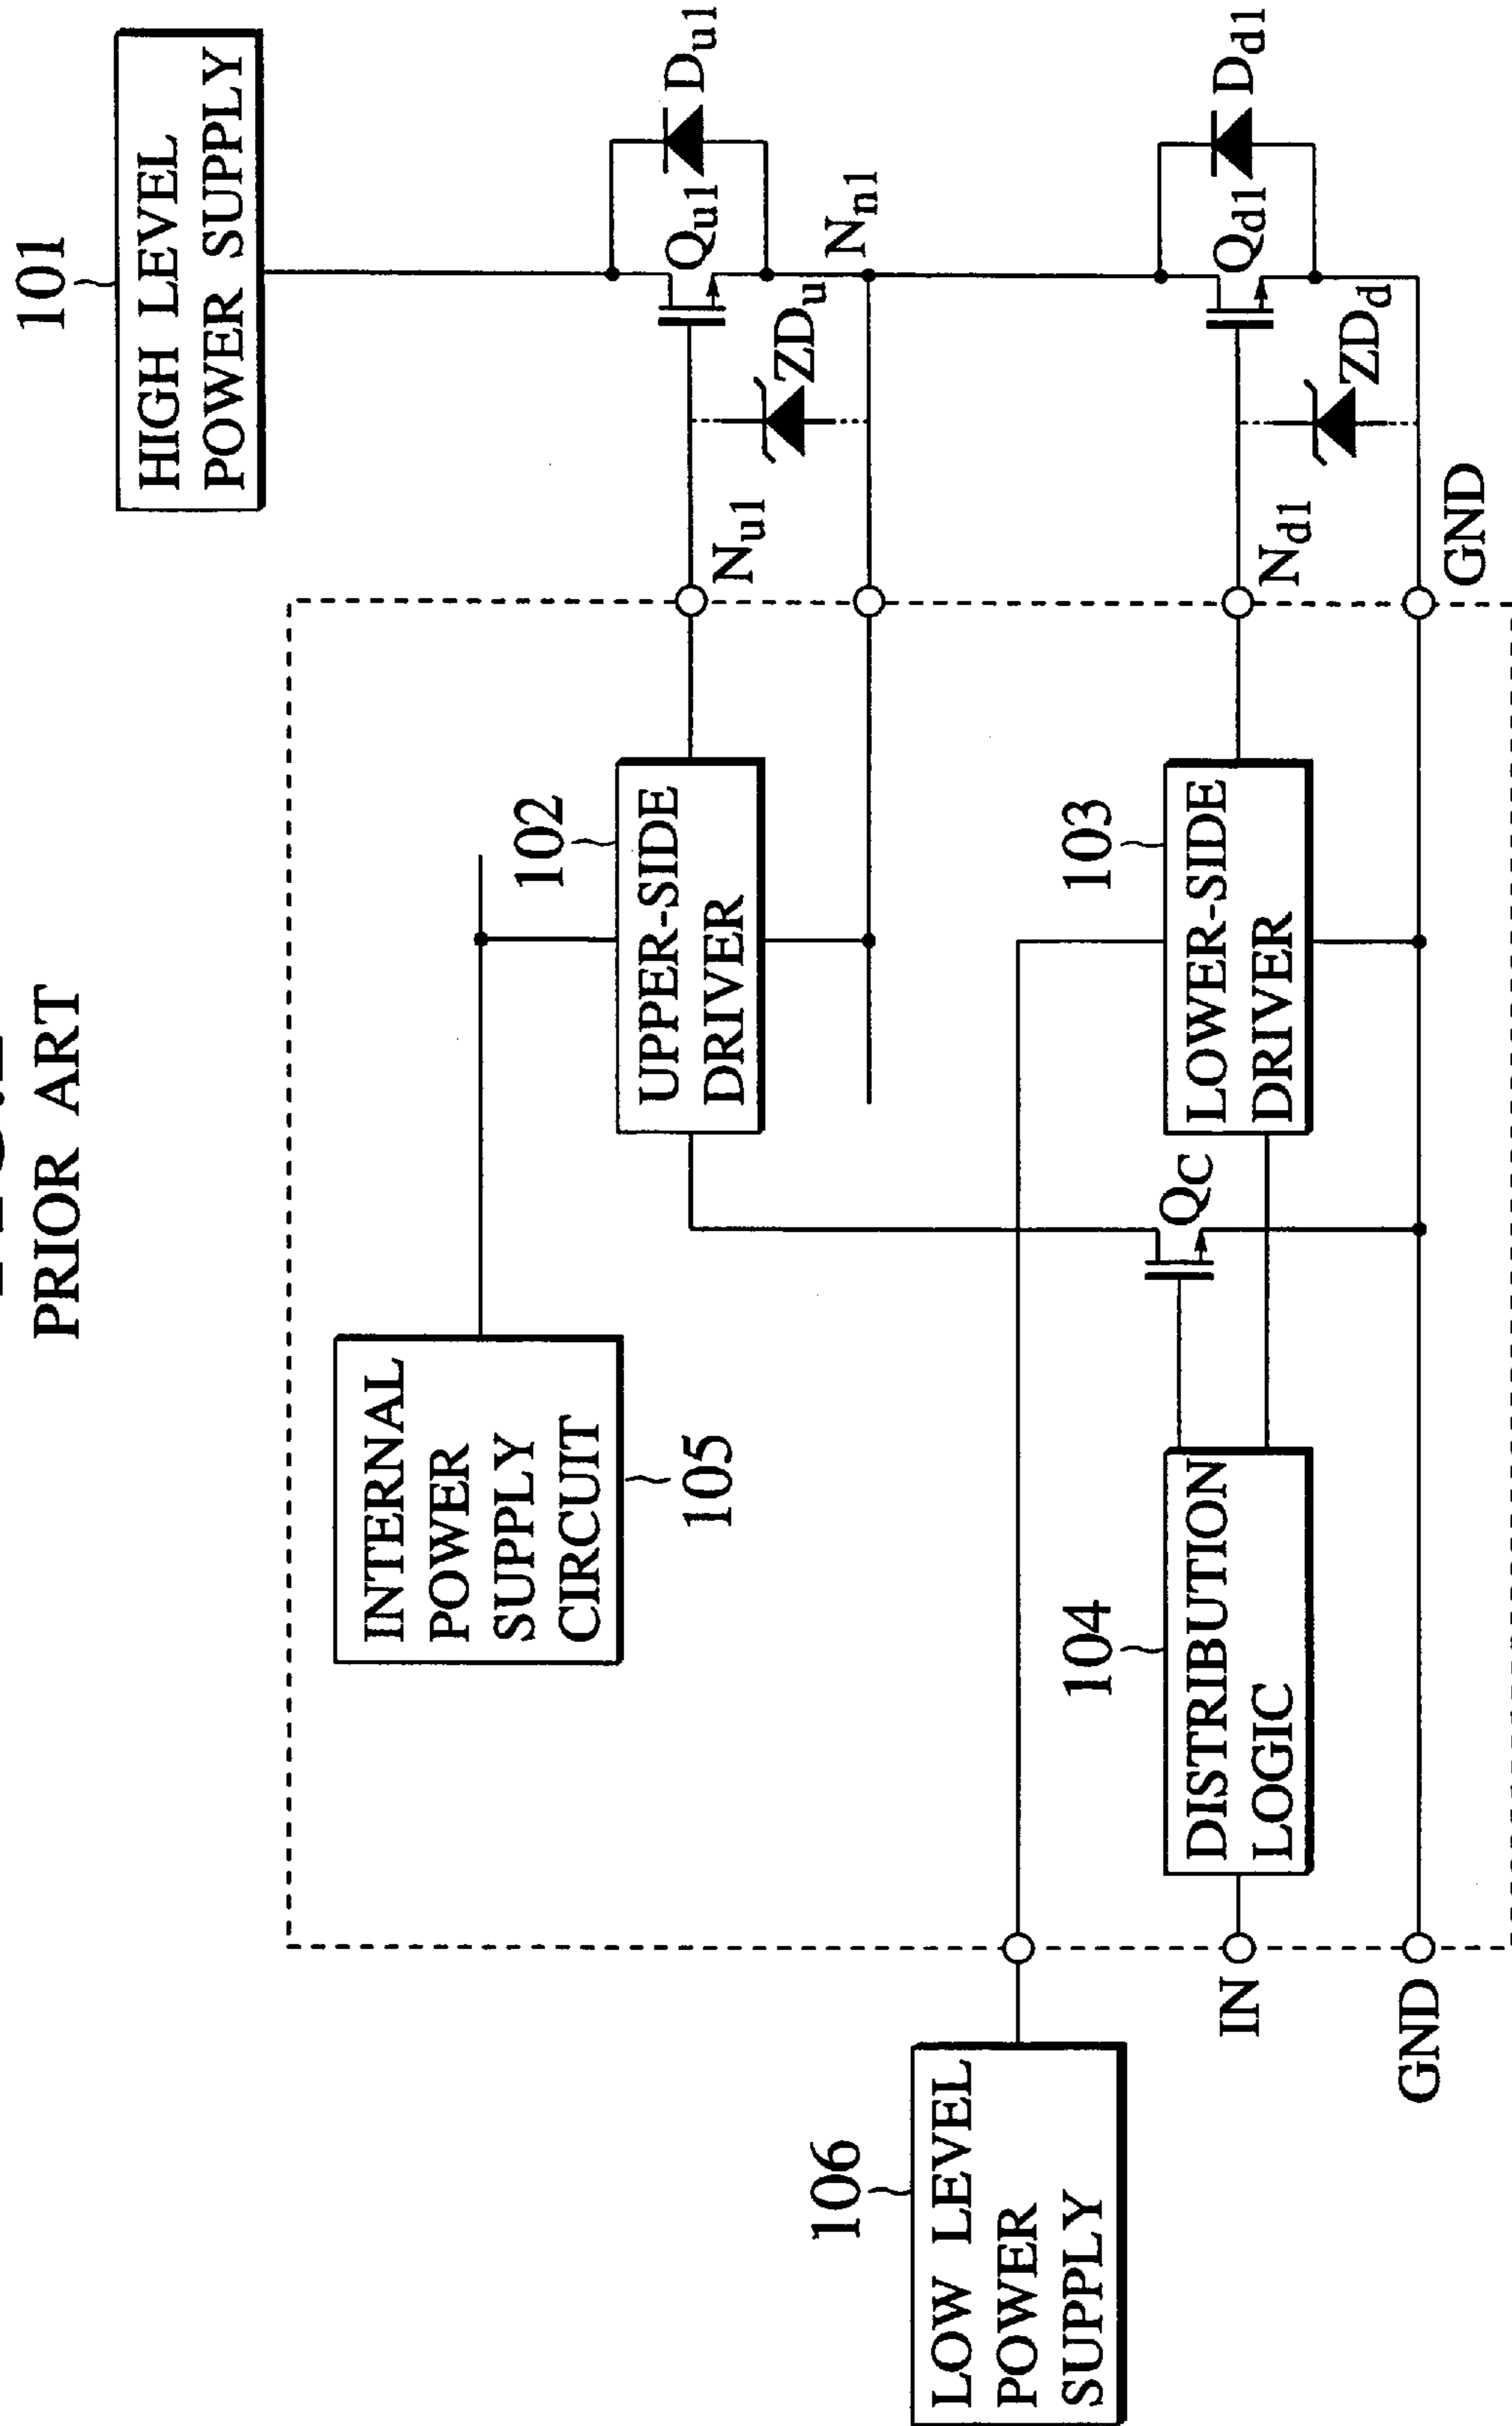 PRIOR ART
101
HIGH LEVEL
POWER SUPPLY
INTERNAL
POWER
SUPPLY
CIRCUIT
105
102
UPPER-SIDE
DRIVER
Nu1
Qu1
Du1
ZDu
Nn1
106
LOW LEVEL
POWER
SUPPLY
104
DISTRIBUTION
LOGIC
QC
103
LOWER-SIDE
DRIVER
Nd1
Qd1
Dd1
ZDd
IN
GND
GND